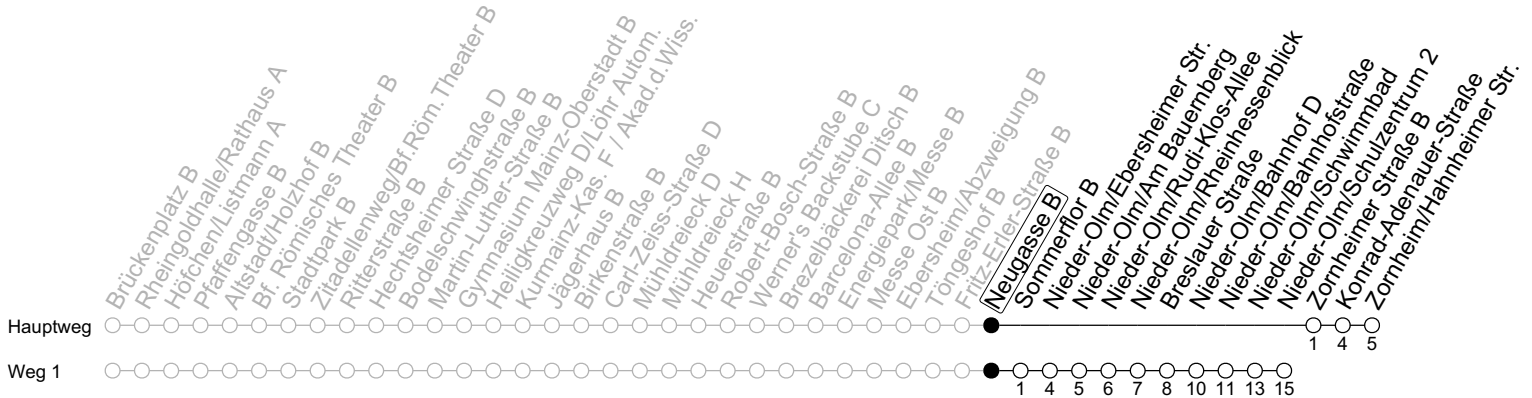 Brückenplatz B
Rheingoldhalle/Rathaus A
Höfchen/Listmann A
Pfaffengasse B
Altstadt/Holzhof B
Bf. Römisches Theater B
Stadtpark B
Zitadellenweg/Bf.Röm. Theater B
Ritterstraße B
Hechtsheimer Straße D
Bodelschwinghstraße B
Martin-Luther-Straße B
Gymnasium Mainz-Oberstadt B
Heiligkreuzweg D/Löhr Autom.
Kurmainz-Kas. F / Akad.d.Wiss.
Jägerhaus B
Birkenstraße B
Carl-Zeiss-Straße D
Mühldreieck D
Mühldreieck H
Heuerstraße B
Robert-Bosch-Straße B
Werner's Backstube C
Brezelbäckerei Ditsch B
Barcelona-Allee B
Energiepark/Messe B
Messe Ost B
Ebersheim/Abzweigung B
Töngeshof B
Fritz-Erler-Straße B
Neugasse B
Sommerflor B
Nieder-Olm/Ebersheimer Str.
Nieder-Olm/Am Bauernberg
Nieder-Olm/Rudi-Klos-Allee
Nieder-Olm/Rheinhessenblick
Breslauer Straße
Nieder-Olm/Bahnhof D
Nieder-Olm/Bahnhofstraße
Nieder-Olm/Schwimmbad
Nieder-Olm/Schulzentrum 2
Zornheimer Straße B
Konrad-Adenauer-Straße
Zornheim/Hahnheimer Str.
Hauptweg
1 4 5
Weg 1
1 4 5 6 7 8 10 11 13 15